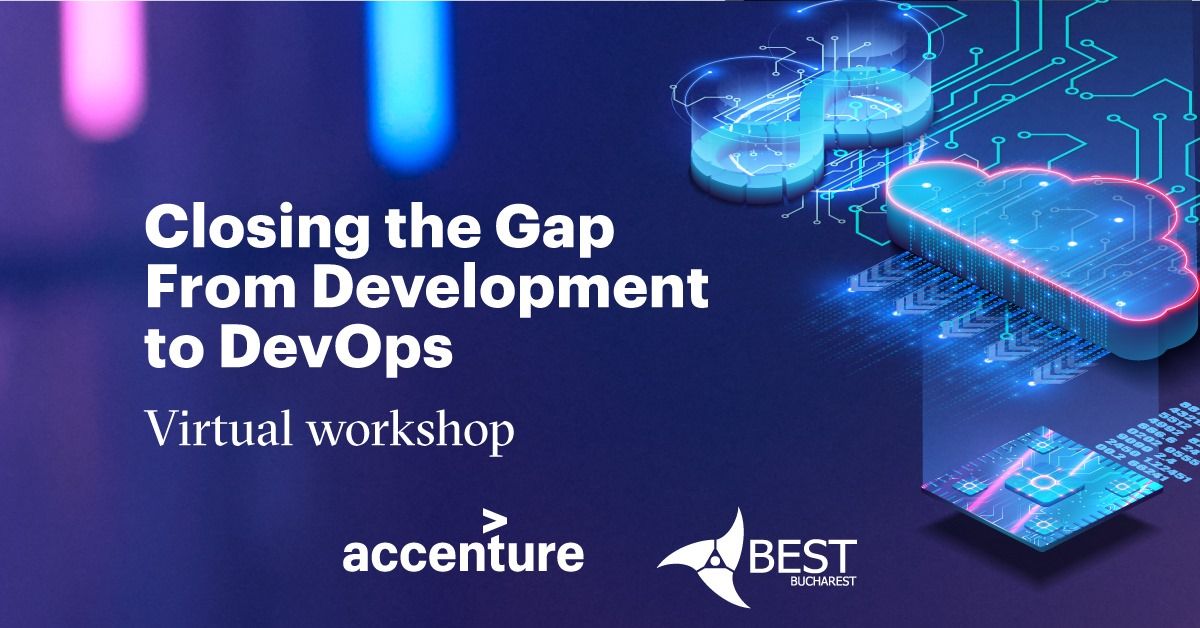 Closing the Gap
From Development
to DevOps
Virtual workshop
>
accenture
BEST
BUCHAREST